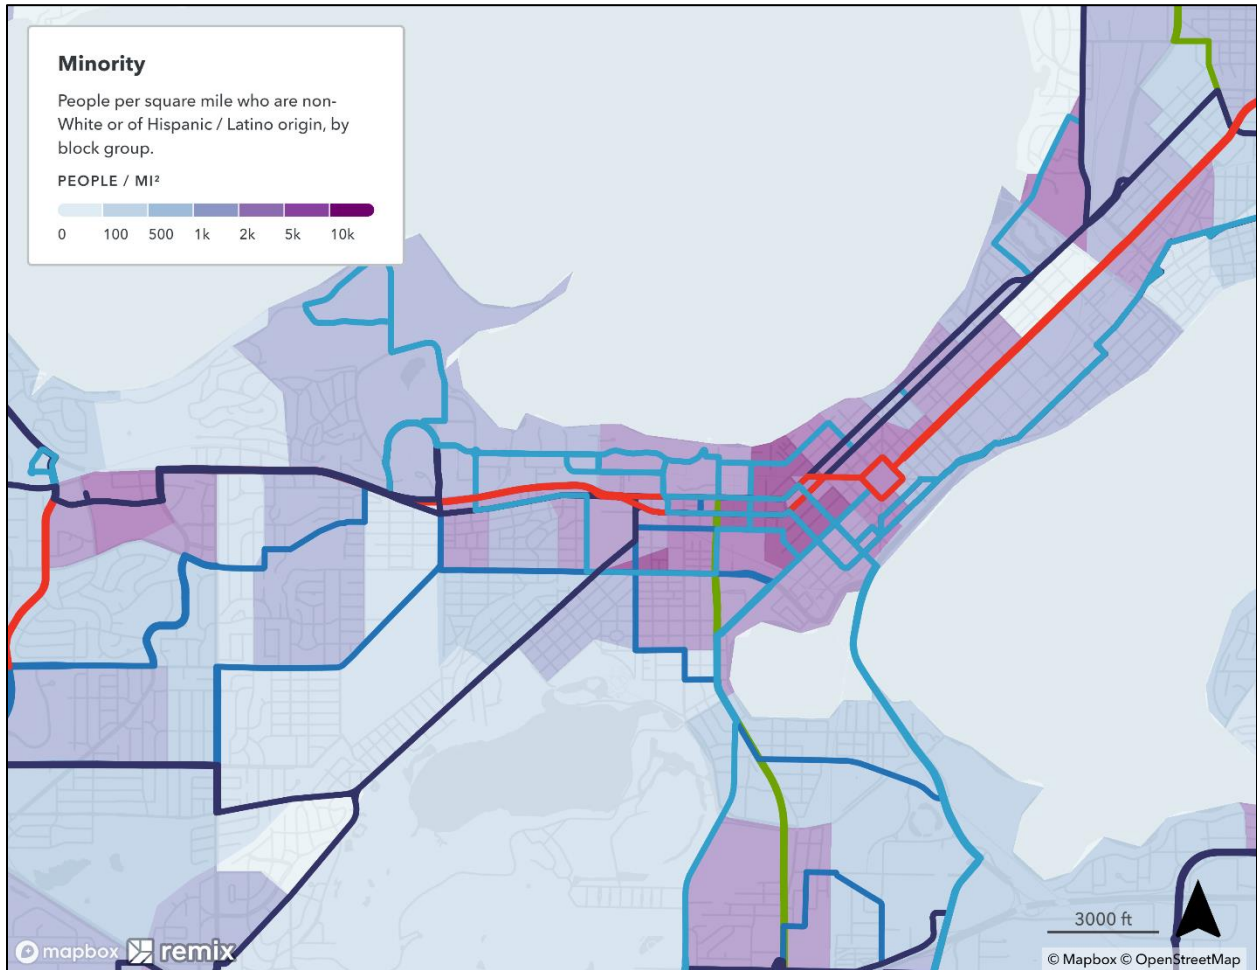 Minority
People per square mile who are non-
White or of Hispanic / Latino origin, by
block group.
PEOPLE / MI²
0 100 500 1k 2k 5k 10k
3000 ft
mapbox remix
© Mapbox © OpenStreetMap